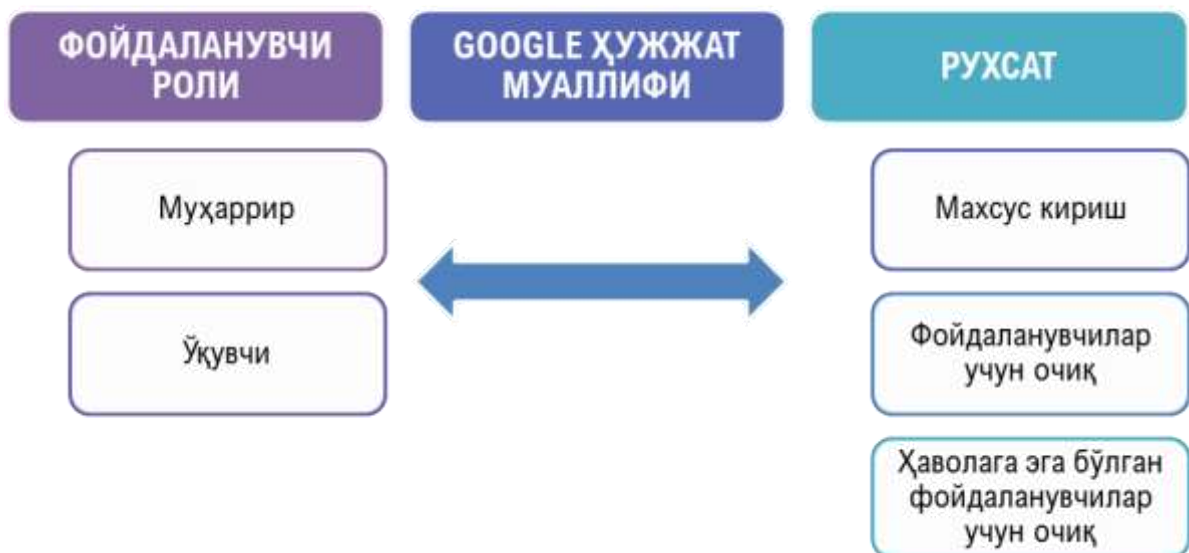 ФОЙДАЛАНУВЧИ
РОЛИ
GOOGLE ҲУЖЖАТ
МУАЛЛИФИ
РУХСАТ
Муҳаррир
Ўқувчи
Махсус кириш
Фойдаланувчилар
учун очиқ
Ҳаволага эга бўлган
фойдаланувчилар
учун очиқ